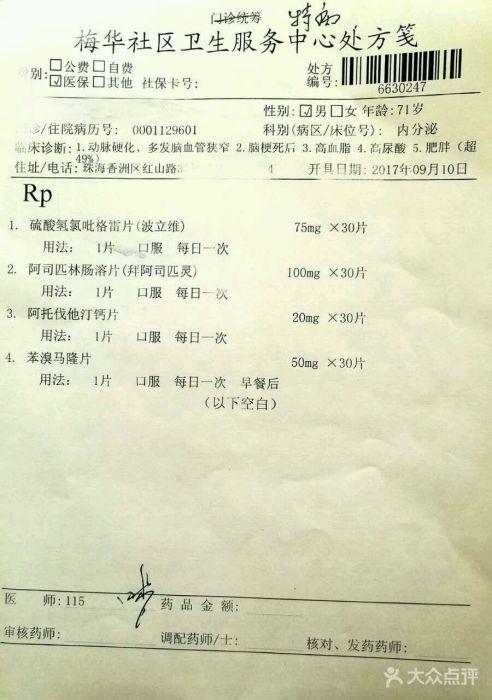 门诊统筹 特病
梅华社区卫生服务中心处方笺
别: □公费 □自费
☑医保 □其他 社保卡号:
处方
编号: 6630247
性别: ☑男 □女 年龄: 71岁
诊/住院病历号: 0001129601 科别(病区/床位号): 内分泌
临床诊断: 1.动脉硬化、多发脑血管狭窄 2.脑梗死后 3.高血脂 4.高尿酸 5.肥胖 (超
49%)
住址/电话: 珠海香洲区红山路 4 开具日期: 2017年09月10日
Rp
1. 硫酸氢氯吡格雷片(波立维) 75mg ×30片
用法: 1片 口服 每日一次
2. 阿司匹林肠溶片(拜阿司匹灵) 100mg ×30片
用法: 1片 口服 每日一次
3. 阿托伐他汀钙片 20mg ×30片
用法: 1片 口服 每日一次
4. 苯溴马隆片 50mg ×30片
用法: 1片 口服 每日一次 早餐后
(以下空白)
医 师: 115 药品金额:
审核药师: 调配药师/士: 核对、发药药师:
大众点评